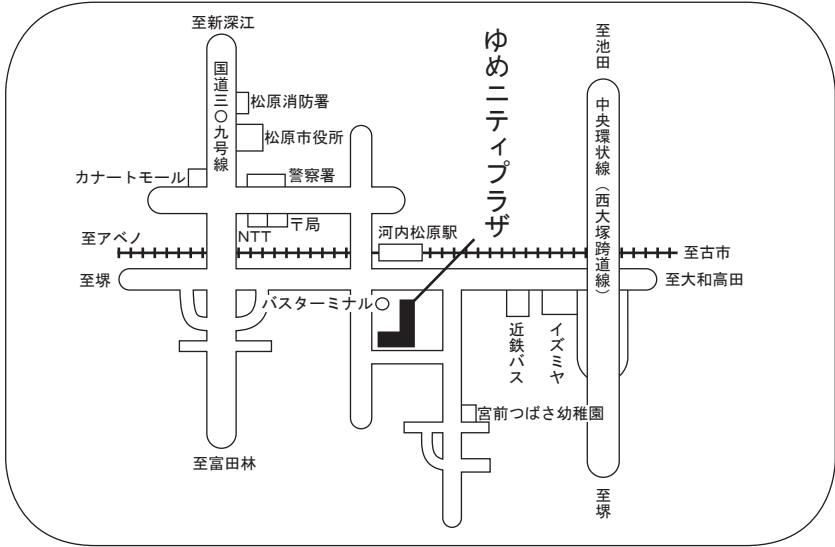 至新深江
国道三〇九号線
松原消防署
松原市役所
カナートモール
警察署
〒局
NTT
至アベノ
河内松原駅
ゆめニティプラザ
至池田
中央環状線（西大塚跨道線）
至古市
至堺
至大和高田
バスターミナル
近鉄バス
イズミヤ
宮前つばさ幼稚園
至富田林
至堺